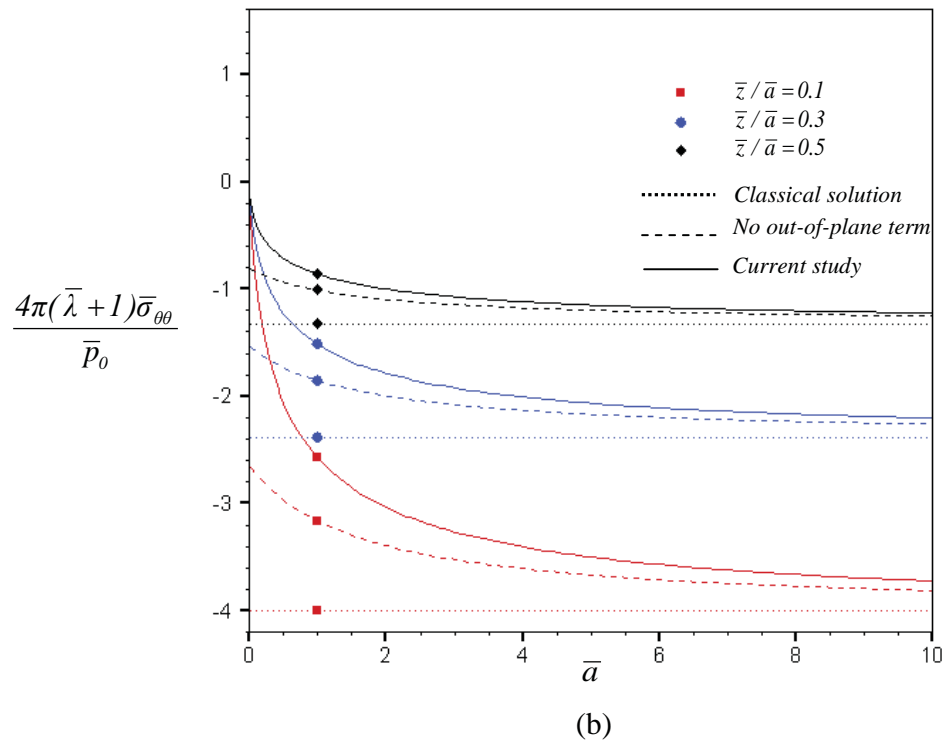 1
0
-1
-2
-3
-4
4π(λ̅+1)σ̅θθ
p̅0
z̅ / a̅ = 0.1
z̅ / a̅ = 0.3
z̅ / a̅ = 0.5
Classical solution
No out-of-plane term
Current study
0 2 4 6 8 10
a̅
(b)